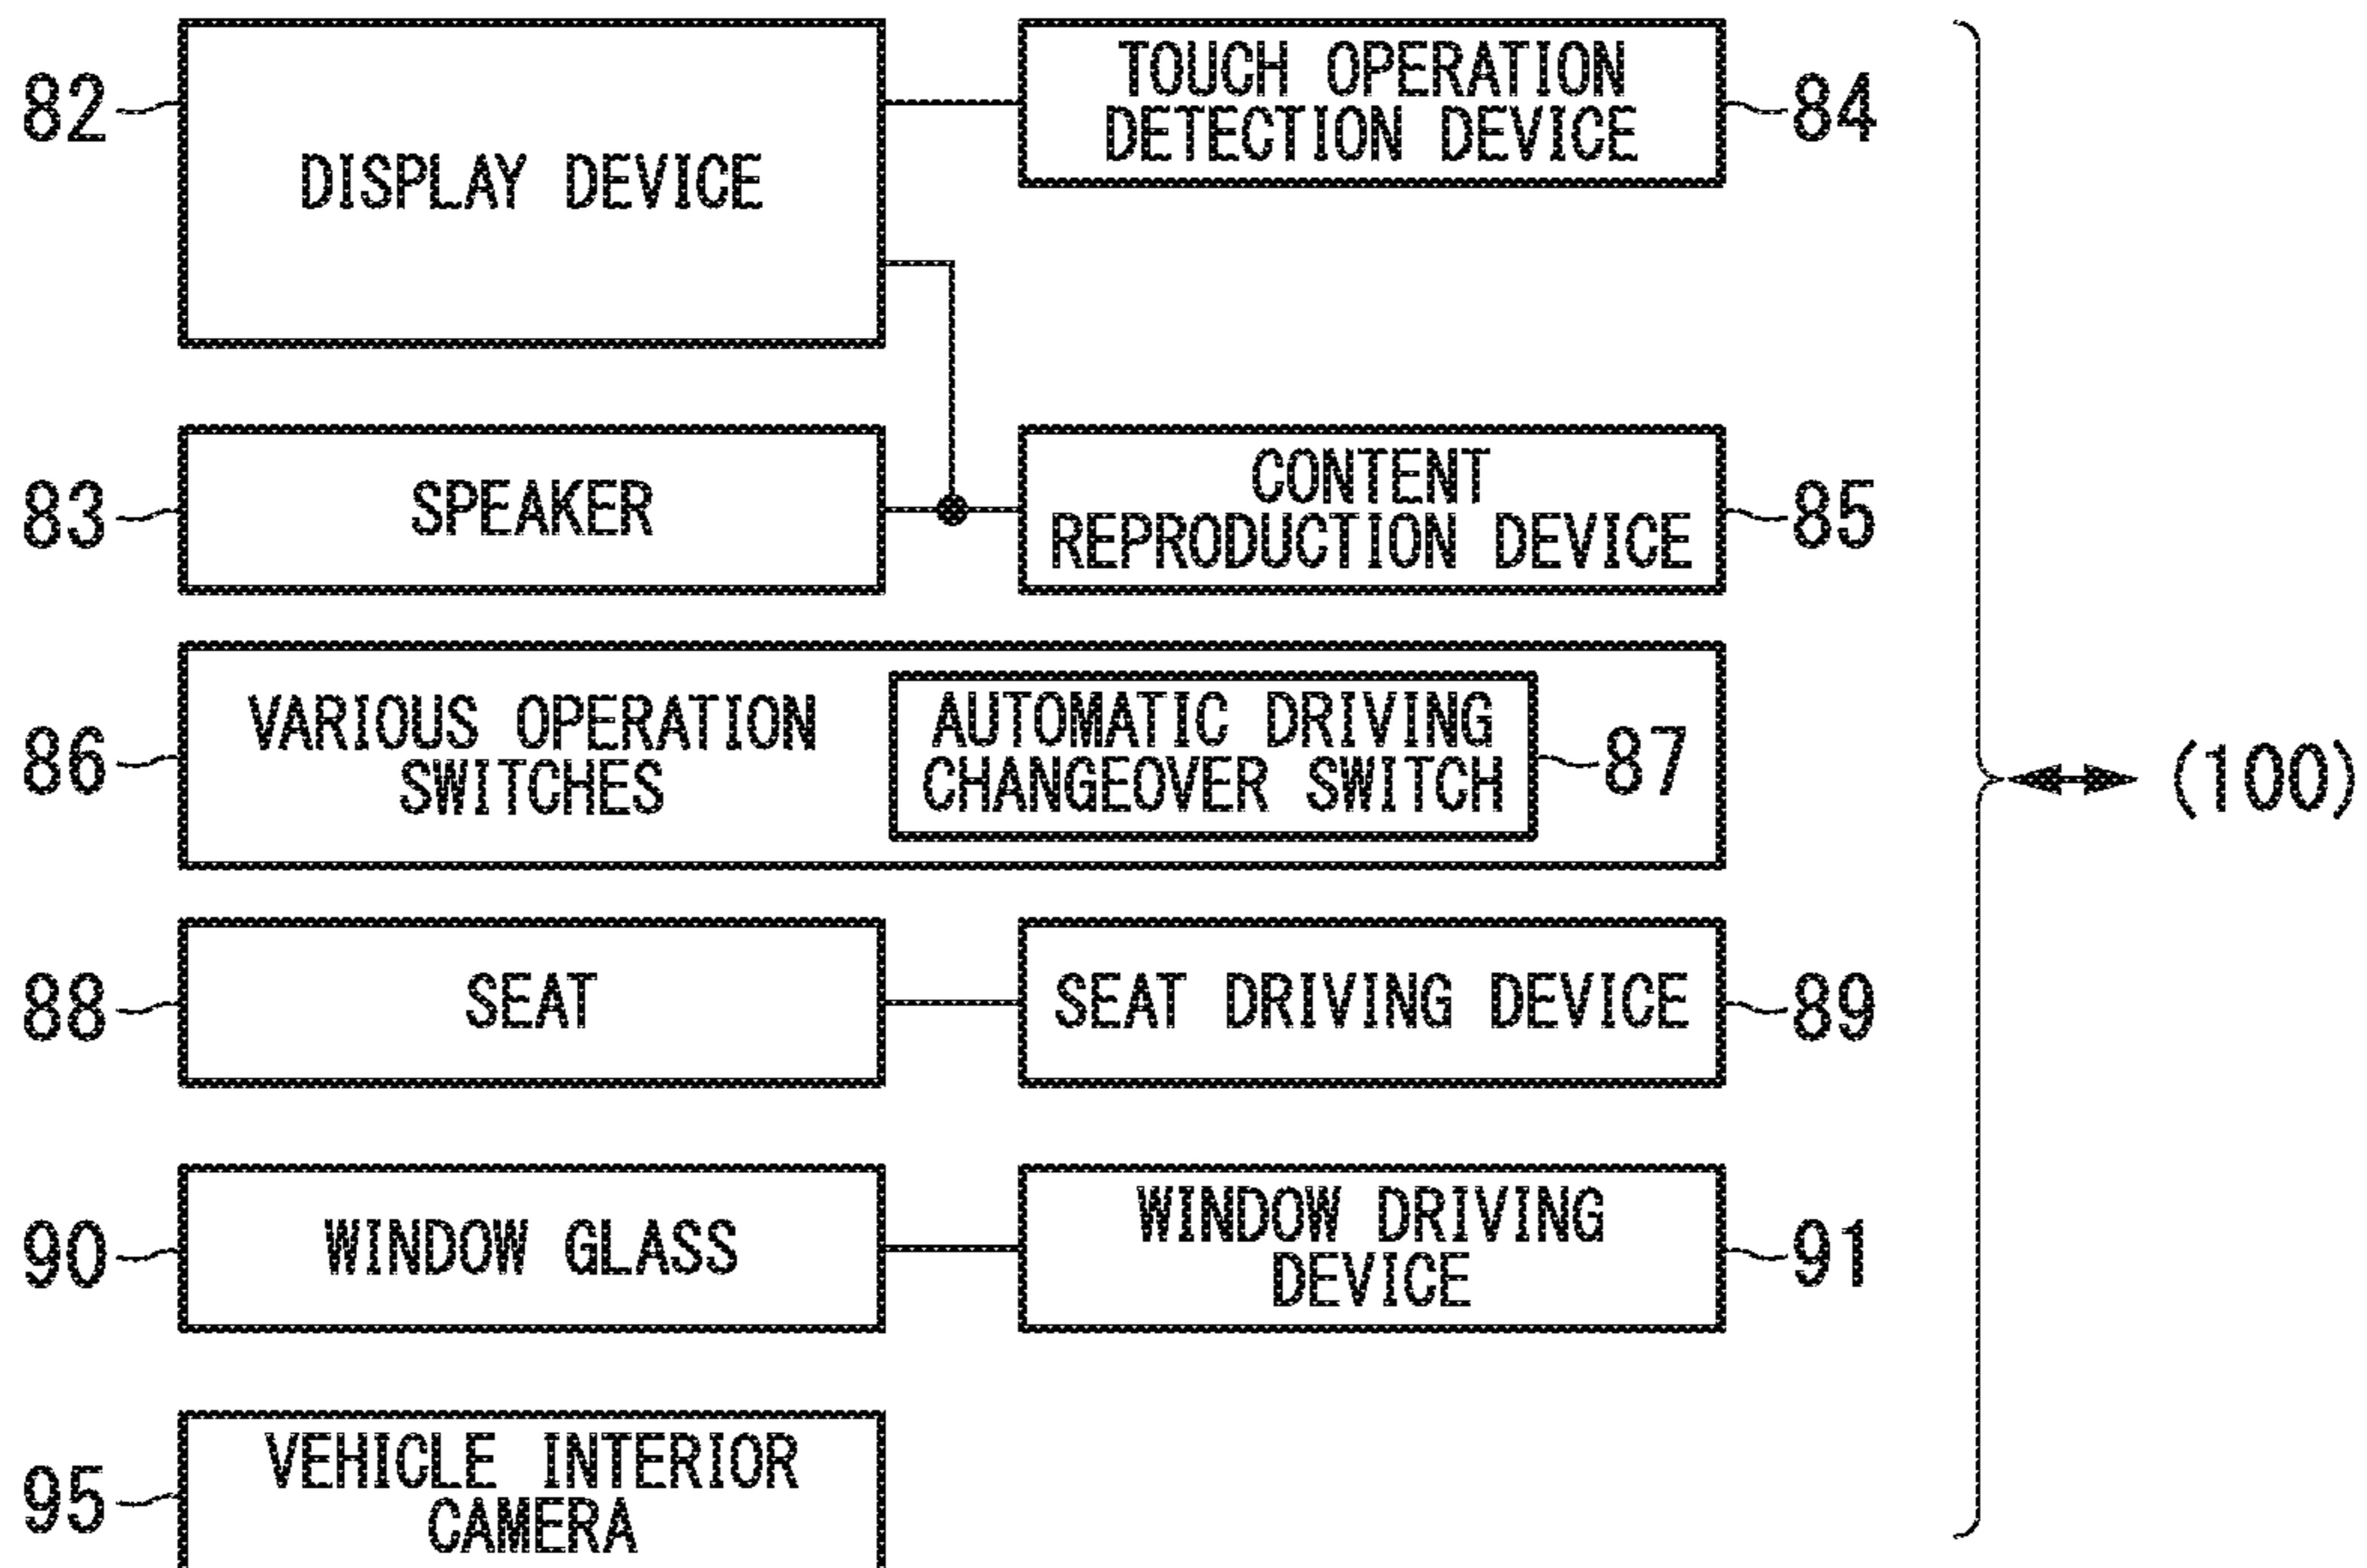 82
DISPLAY DEVICE
TOUCH OPERATION
DETECTION DEVICE
84
83
SPEAKER
CONTENT
REPRODUCTION DEVICE
85
86
VARIOUS OPERATION
SWITCHES
AUTOMATIC DRIVING
CHANGEOVER SWITCH
87
(100)
88
SEAT
SEAT DRIVING DEVICE
89
90
WINDOW GLASS
WINDOW DRIVING
DEVICE
91
95
VEHICLE INTERIOR
CAMERA